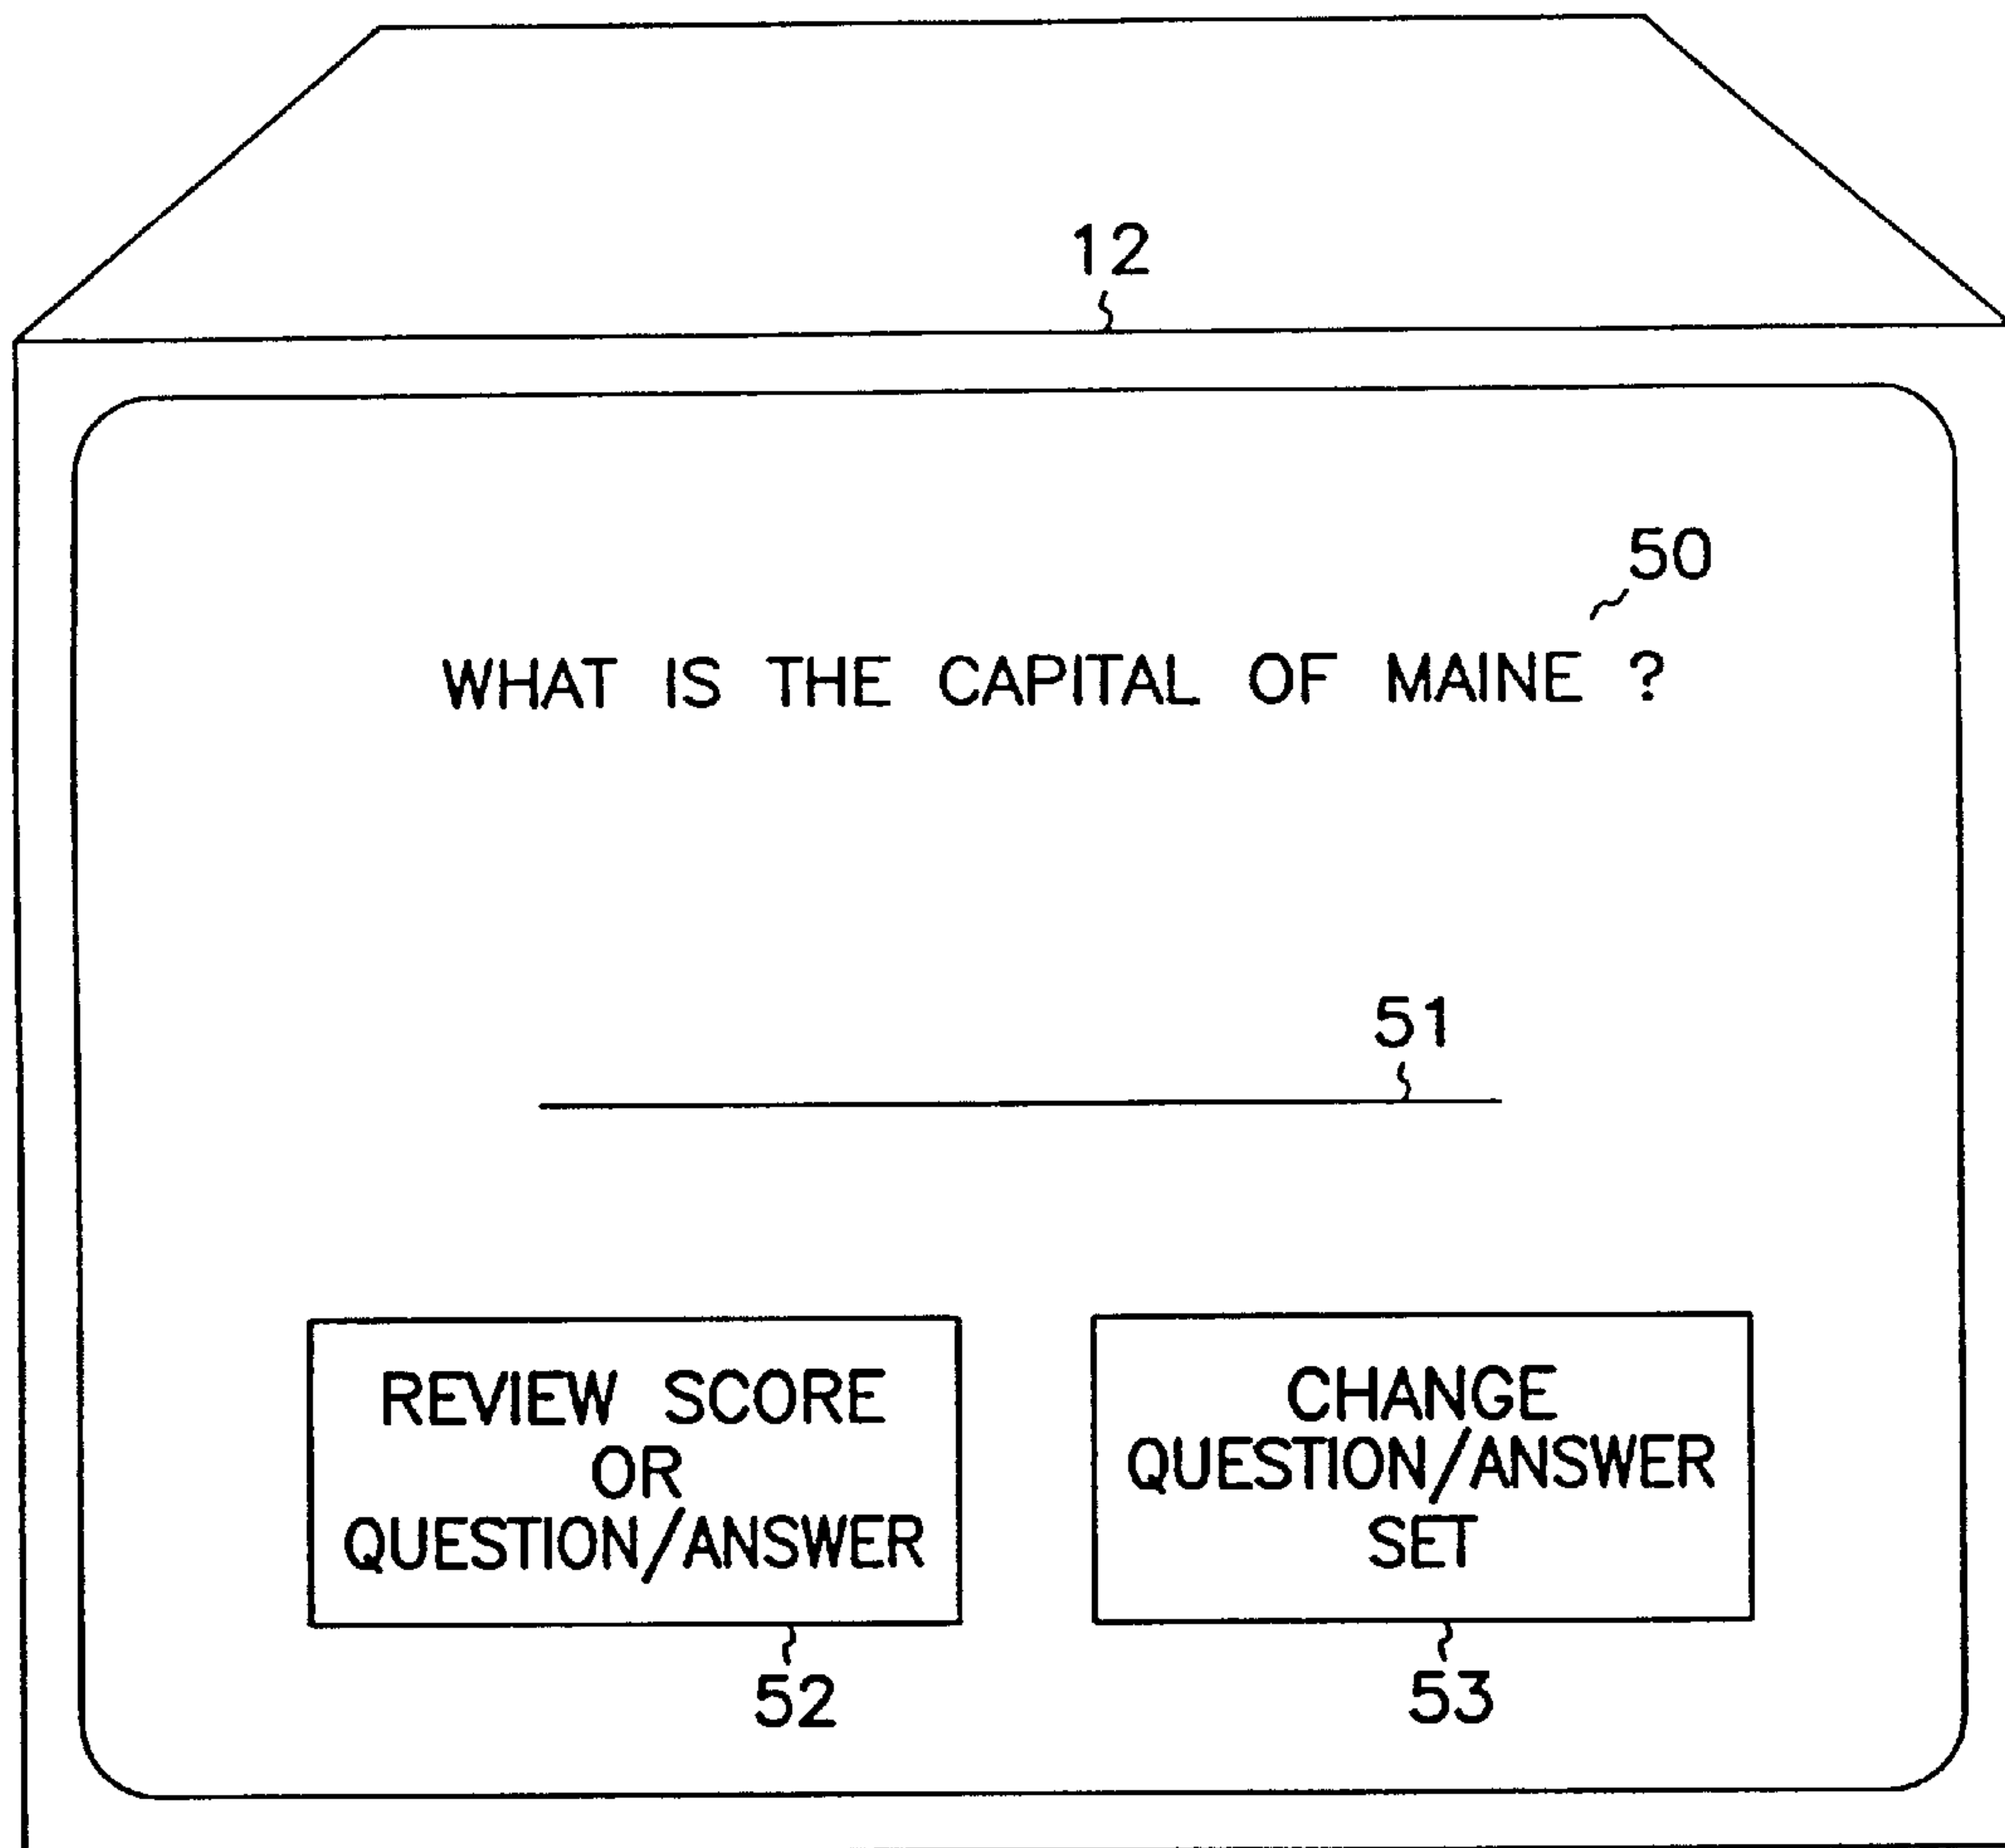 12
50
WHAT IS THE CAPITAL OF MAINE ?
51
REVIEW SCORE
OR
QUESTION/ANSWER
CHANGE
QUESTION/ANSWER
SET
52
53